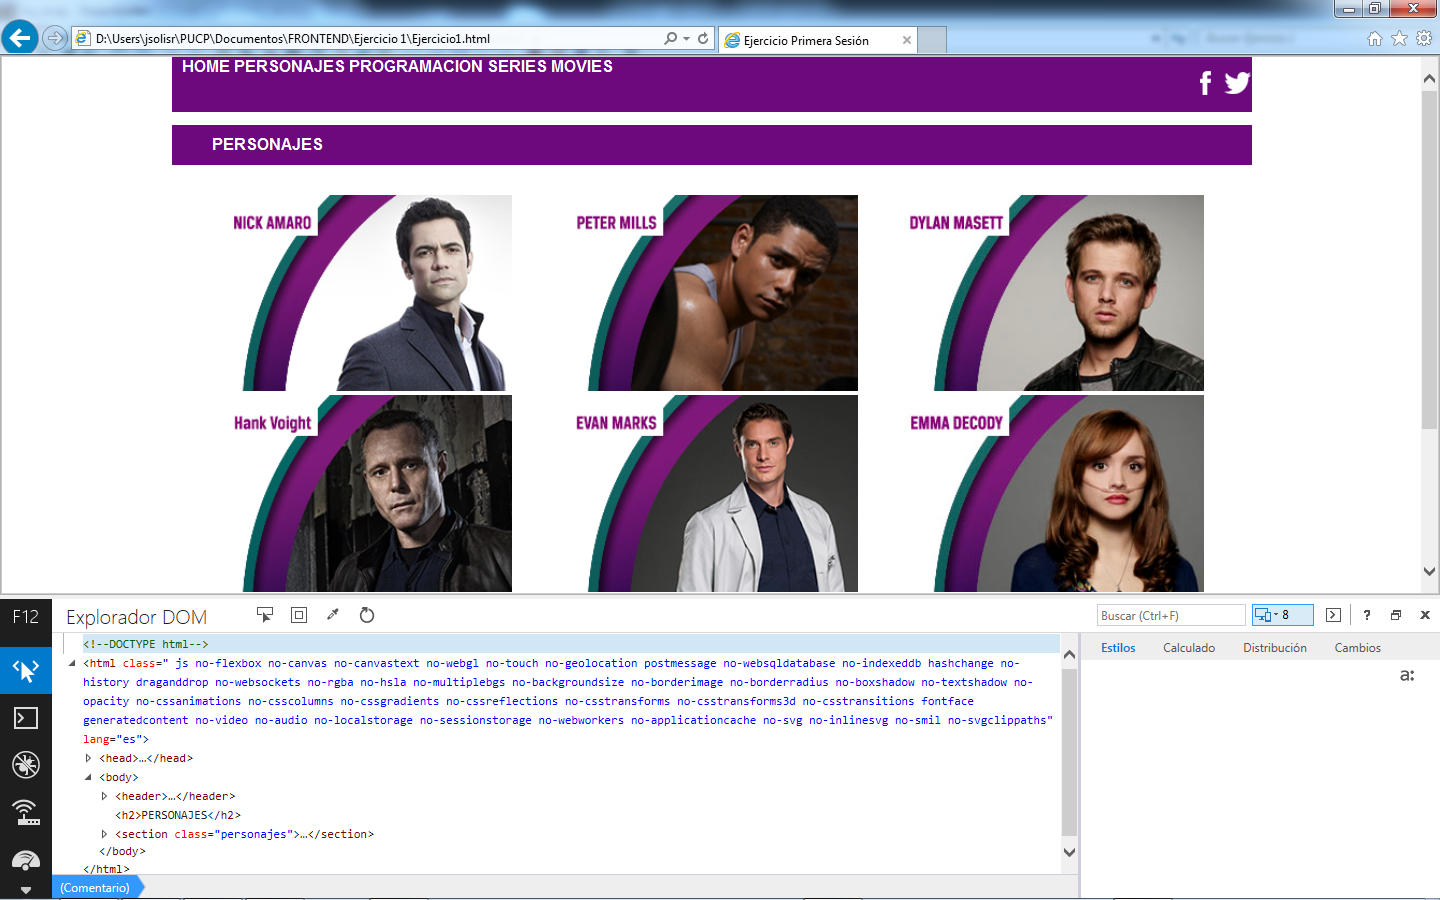 D:\Users\jsolisr\PUCP\Documentos\FRONTEND\Ejercicio 1\Ejercicio1.html
Ejercicio Primera Sesión
HOME PERSONAJES PROGRAMACION SERIES MOVIES
PERSONAJES
NICK AMARO
PETER MILLS
DYLAN MASETT
Hank Voight
EVAN MARKS
EMMA DECODY
F12
Explorador DOM
Buscar (Ctrl+F)
8
?
<!--DOCTYPE html-->
<html class=" js no-flexbox no-canvas no-canvastext no-webgl no-touch no-geolocation postmessage no-websqldatabase no-indexeddb hashchange no-
history draganddrop no-websockets no-rgba no-hsla no-multiplebgs no-backgroundsize no-borderimage no-borderradius no-boxshadow no-textshadow no-
opacity no-cssanimations no-csscolumns no-cssgradients no-cssreflections no-csstransforms no-csstransforms3d no-csstransitions fontface
generatedcontent no-video no-audio no-localstorage no-sessionstorage no-webworkers no-applicationcache no-svg no-inlinesvg no-smil no-svgclippaths"
lang="es">
<head>…</head>
<body>
<header>…</header>
<h2>PERSONAJES</h2>
<section class="personajes">…</section>
</body>
</html>
(Comentario)
Estilos
Calculado
Distribución
Cambios
a: